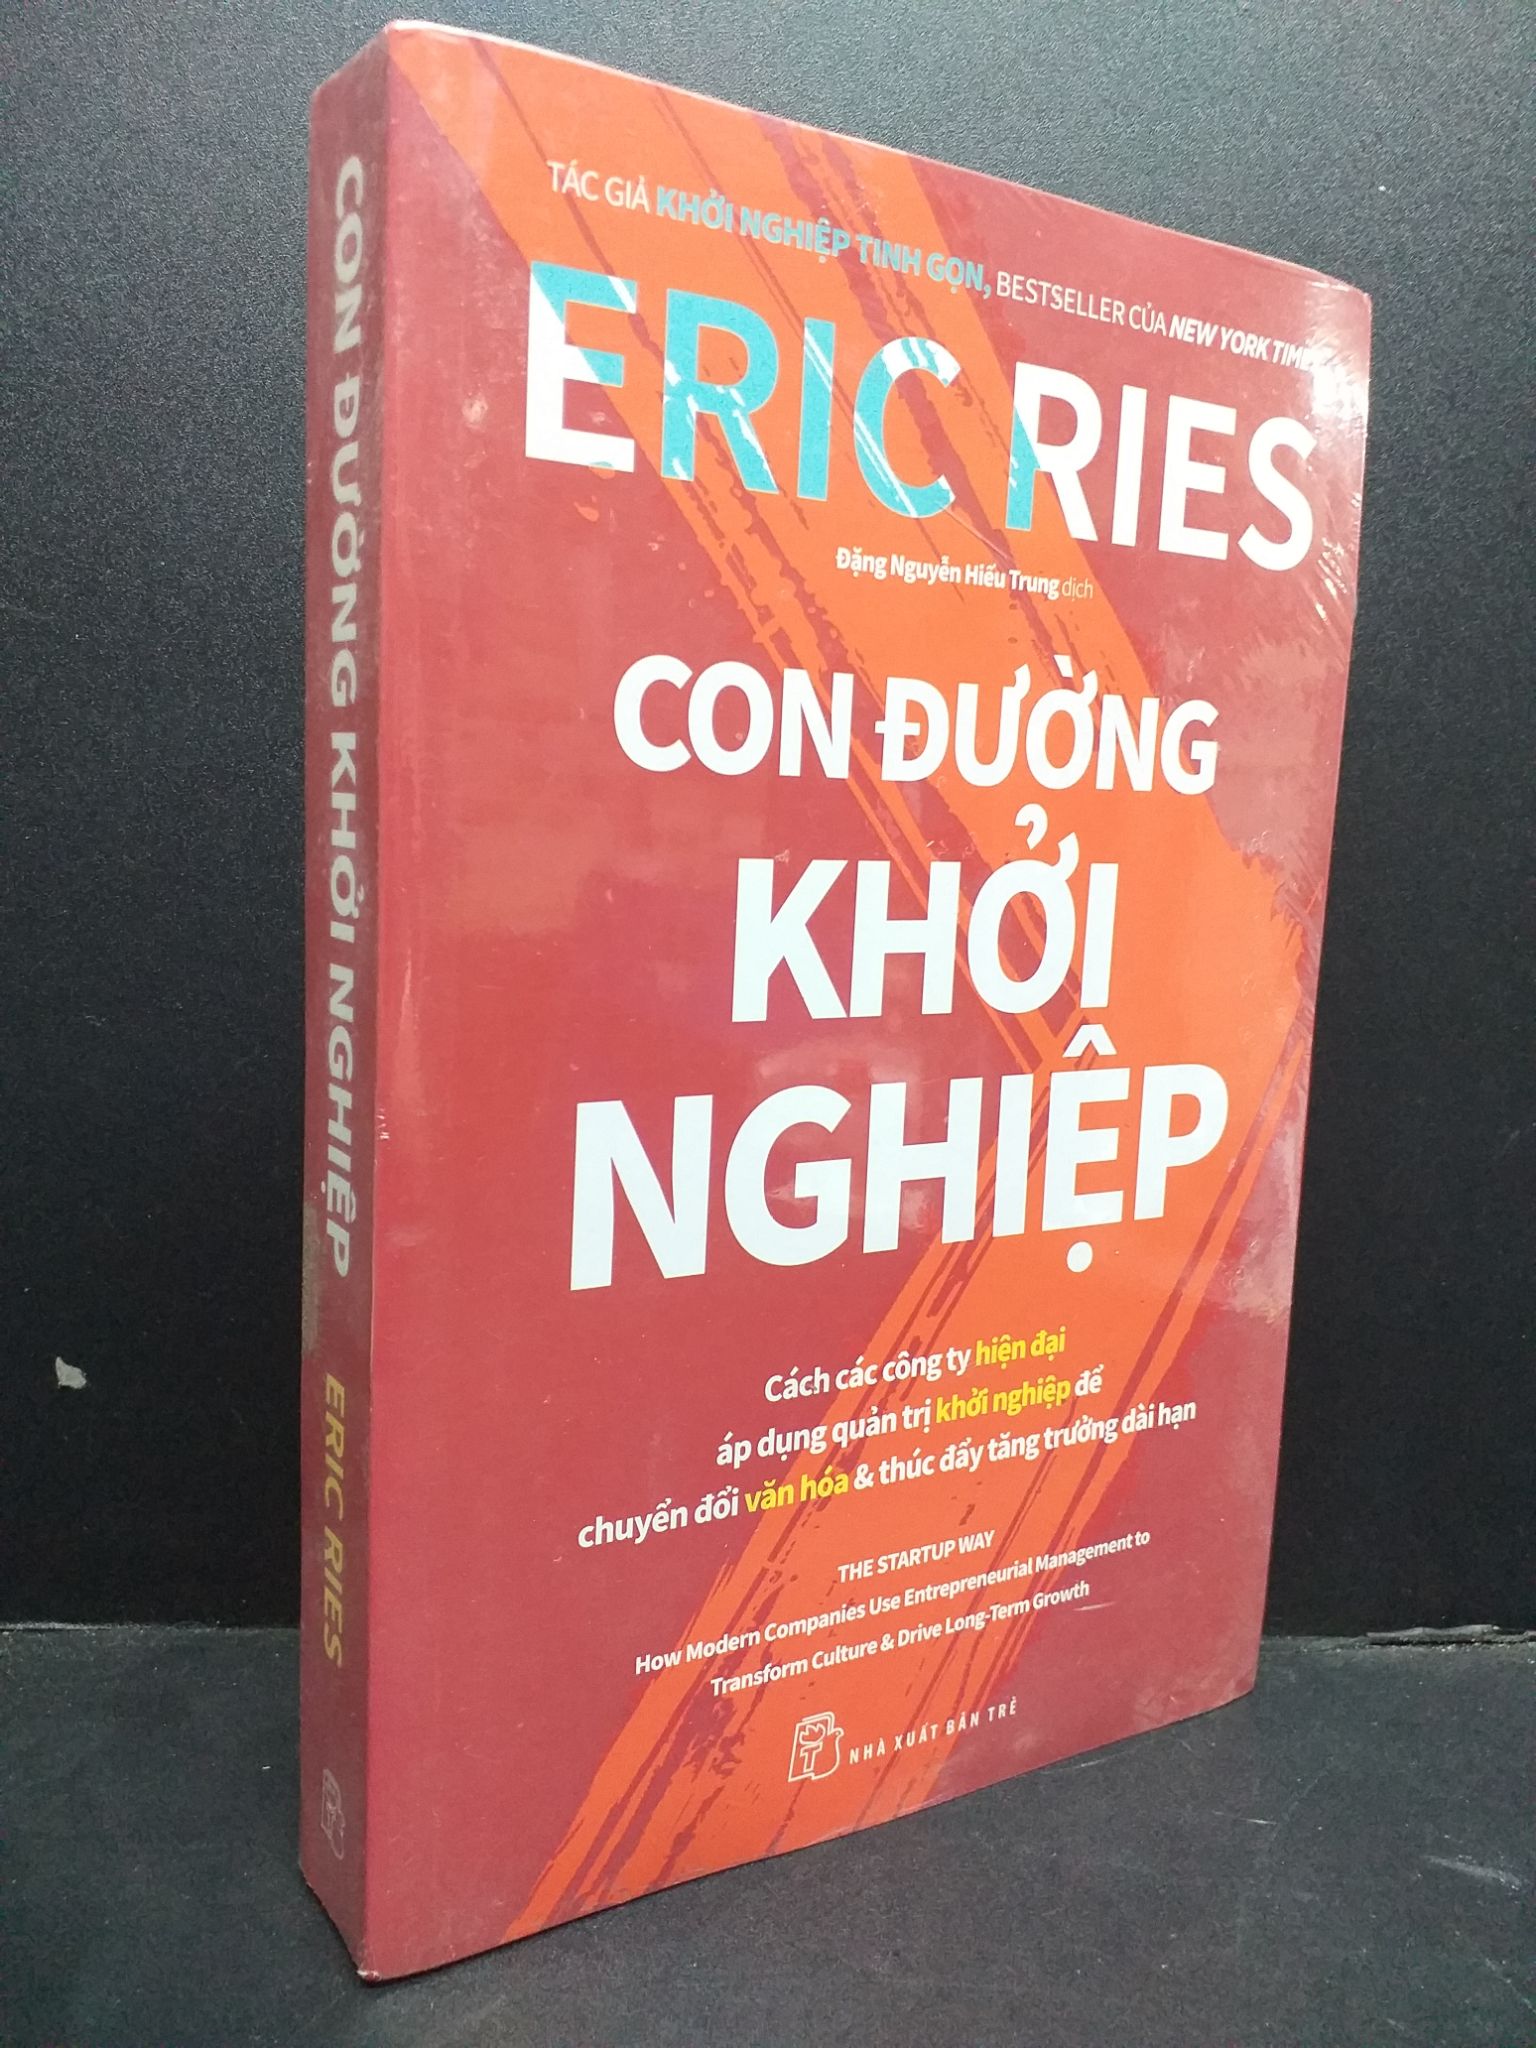 CON ĐƯỜNG KHỞI NGHIỆP ERIC RIES
TÁC GIẢ KHỞI NGHIỆP TINH GỌN, BESTSELLER CỦA NEW YORK TIMES
ERIC RIES
Đặng Nguyễn Hiếu Trung dịch
CON ĐƯỜNG
KHỞI
NGHIỆP
Cách các công ty hiện đại
áp dụng quản trị khởi nghiệp để
chuyển đổi văn hóa & thúc đẩy tăng trưởng dài hạn
THE STARTUP WAY
How Modern Companies Use Entrepreneurial Management to
Transform Culture & Drive Long-Term Growth
NHÀ XUẤT BẢN TRẺ